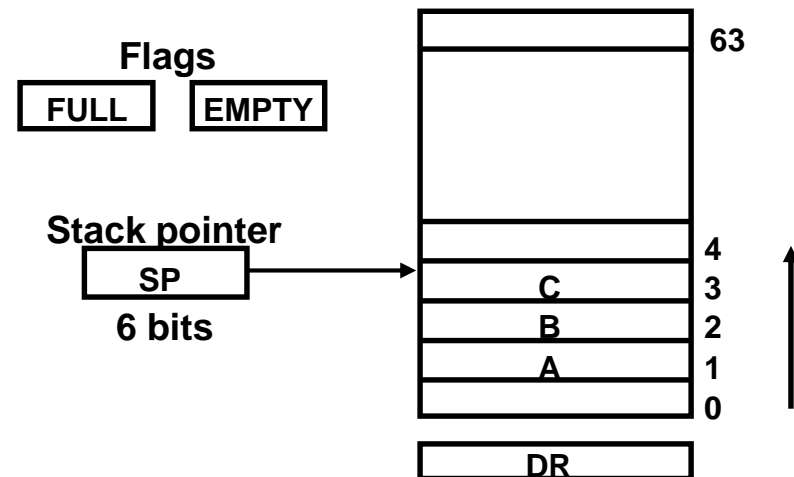 Flags
FULL EMPTY
63
Stack pointer
SP
6 bits
4
C 3
B 2
A 1
0
DR